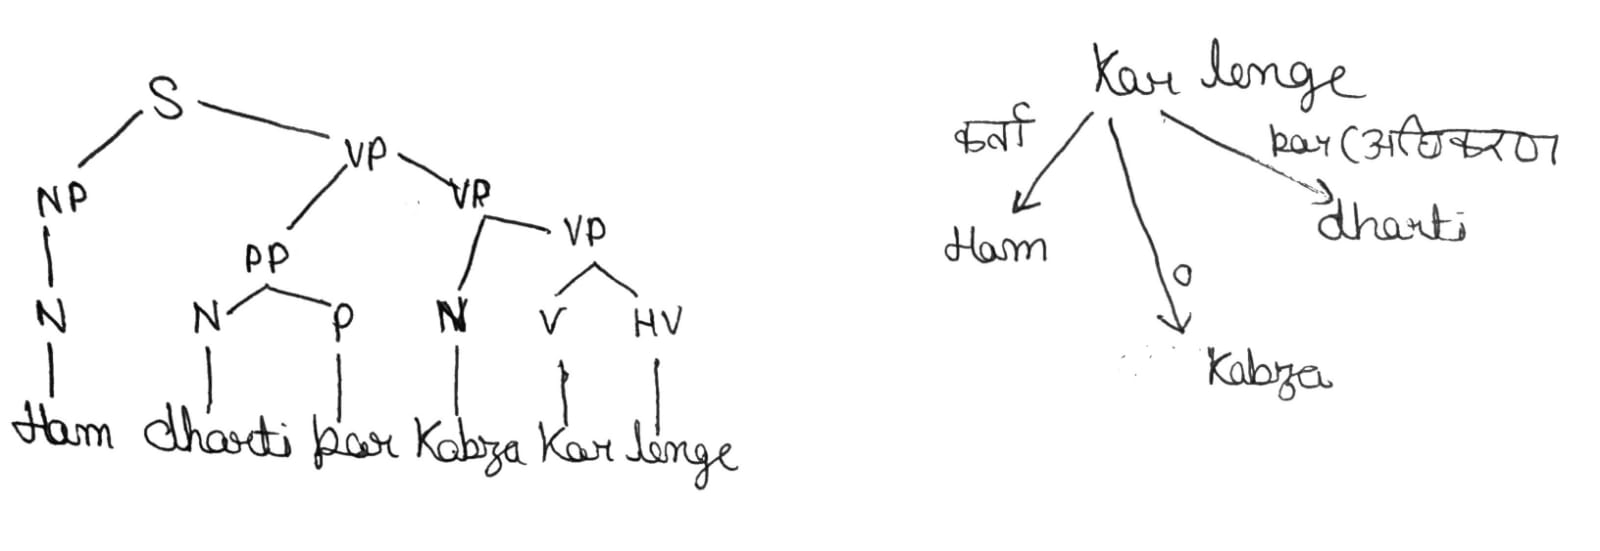 S
VP
NP
VP
VP
PP
N
N
P
N
V
HV
Ham dharti par Kabza Kar lenge
Kar lenge
कर्ता
par (अधिकरण
Ham
dharti
o
Kabza